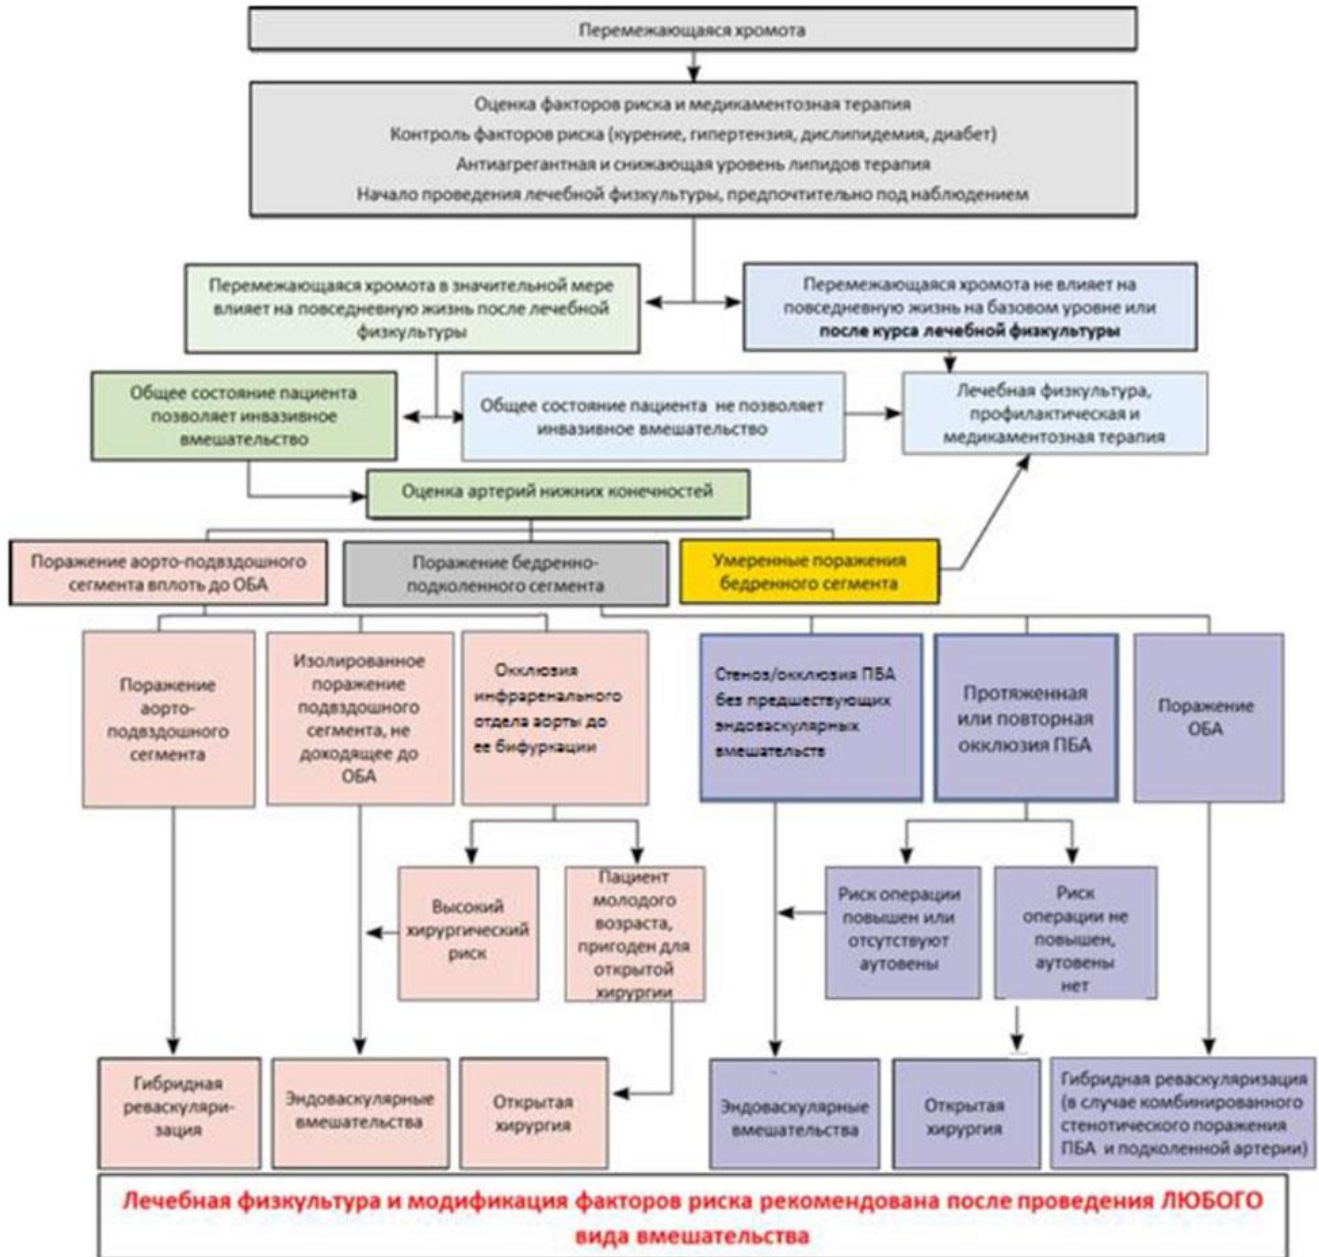 Перемежающаяся хромота
Оценка факторов риска и медикаментозная терапия
Контроль факторов риска (курение, гипертензия, дислипидемия, диабет)
Антиагрегантная и снижающая уровень липидов терапия
Начало проведения лечебной физкультуры, предпочтительно под наблюдением
Перемежающаяся хромота в значительной мере
влияет на повседневную жизнь после лечебной
физкультуры
Перемежающаяся хромота не влияет на
повседневную жизнь на базовом уровне или
после курса лечебной физкультуры
Общее состояние пациента
позволяет инвазивное
вмешательство
Общее состояние пациента не позволяет
инвазивное вмешательство
Лечебная физкультура,
профилактическая и
медикаментозная терапия
Оценка артерий нижних конечностей
Поражение аорто-подвздошного
сегмента вплоть до ОБА
Поражение бедренно-
подколенного сегмента
Умеренные поражения
бедренного сегмента
Поражение
аорто-
подвздошного
сегмента
Изолированное
поражение
подвздошного
сегмента, не
доходящее до
ОБА
Окклюзия
инфраренального
отдела аорты до
ее бифуркации
Стеноз/окклюзия ПБА
без предшествующих
эндоваскулярных
вмешательств
Протяженная
или повторная
окклюзия ПБА
Поражение
ОБА
Высокий
хирургический
риск
Пациент
молодого
возраста,
пригоден для
открытой
хирургии
Риск операции
повышен или
отсутствуют
аутовены
Риск
операции не
повышен,
аутовены
нет
Гибридная
реваскуляри-
зация
Эндоваскулярные
вмешательства
Открытая
хирургия
Эндоваскулярные
вмешательства
Открытая
хирургия
Гибридная реваскуляризация
(в случае комбинированного
стенотического поражения
ПБА и подколенной артерии)
Лечебная физкультура и модификация факторов риска рекомендована после проведения ЛЮБОГО
вида вмешательства